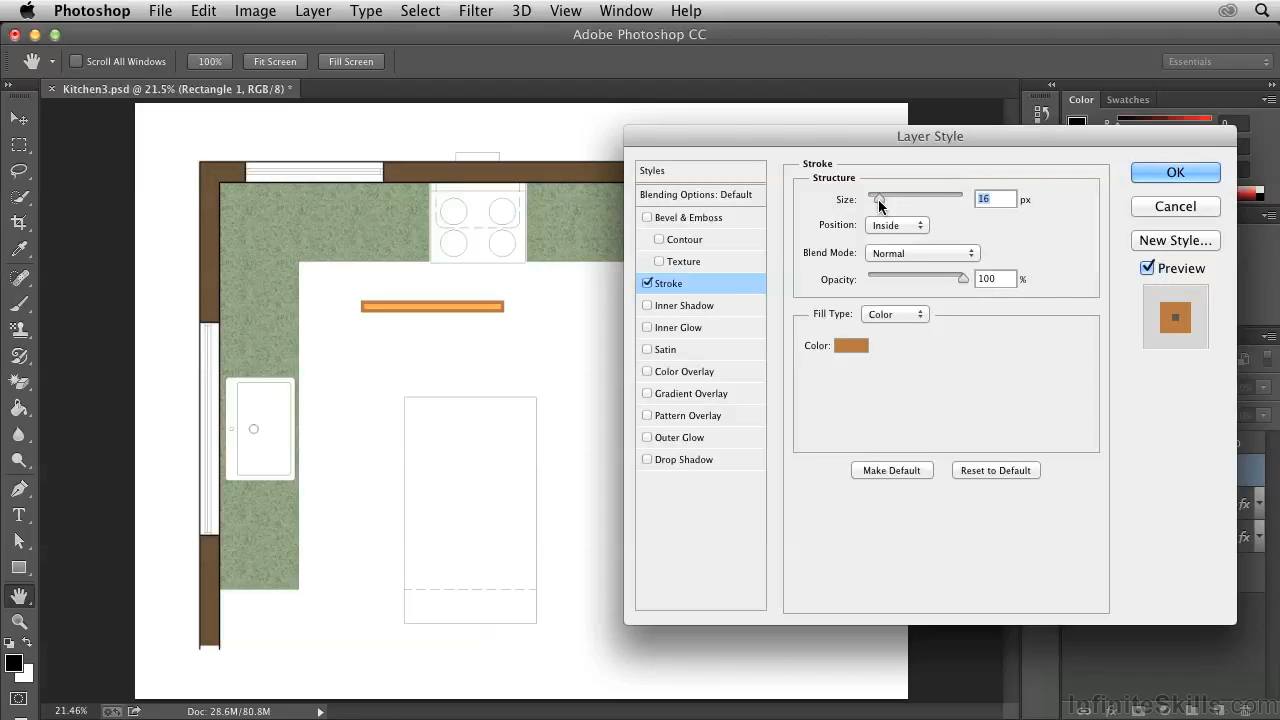 Photoshop File Edit Image Layer Type Select Filter 3D View Window Help
Adobe Photoshop CC
Scroll All Windows 100% Fit Screen Fill Screen Essentials
× Kitchen3.psd @ 21.5% (Rectangle 1, RGB/8) *
Color Swatches
Layer Style
Styles
Blending Options: Default
Bevel & Emboss
Contour
Texture
Stroke
Inner Shadow
Inner Glow
Satin
Color Overlay
Gradient Overlay
Pattern Overlay
Outer Glow
Drop Shadow
Stroke
Structure
Size: 16 px
Position: Inside
Blend Mode: Normal
Opacity: 100 %
Fill Type: Color
Color:
Make Default Reset to Default
OK
Cancel
New Style...
Preview
fx
fx
T
21.46% Doc: 28.6M/80.8M
InfiniteSkills.com